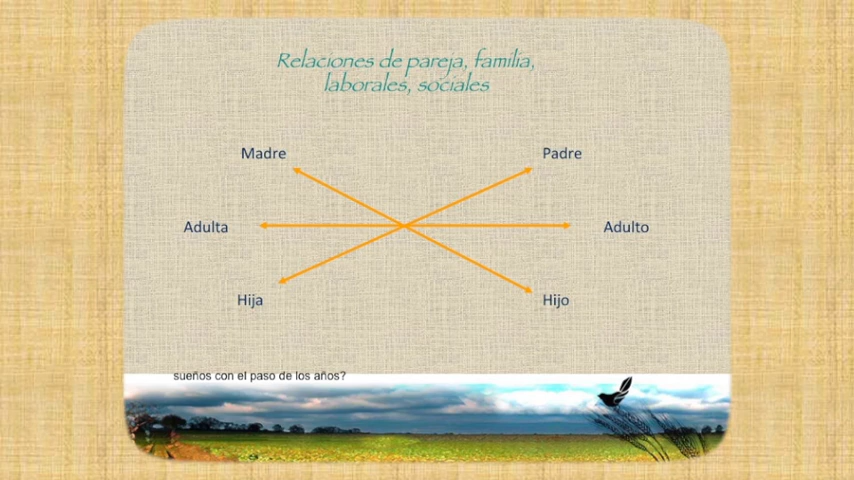 Relaciones de pareja, familia,
laborales, sociales
Madre Padre
Adulta Adulto
Hija Hijo
sueños con el paso de los años?